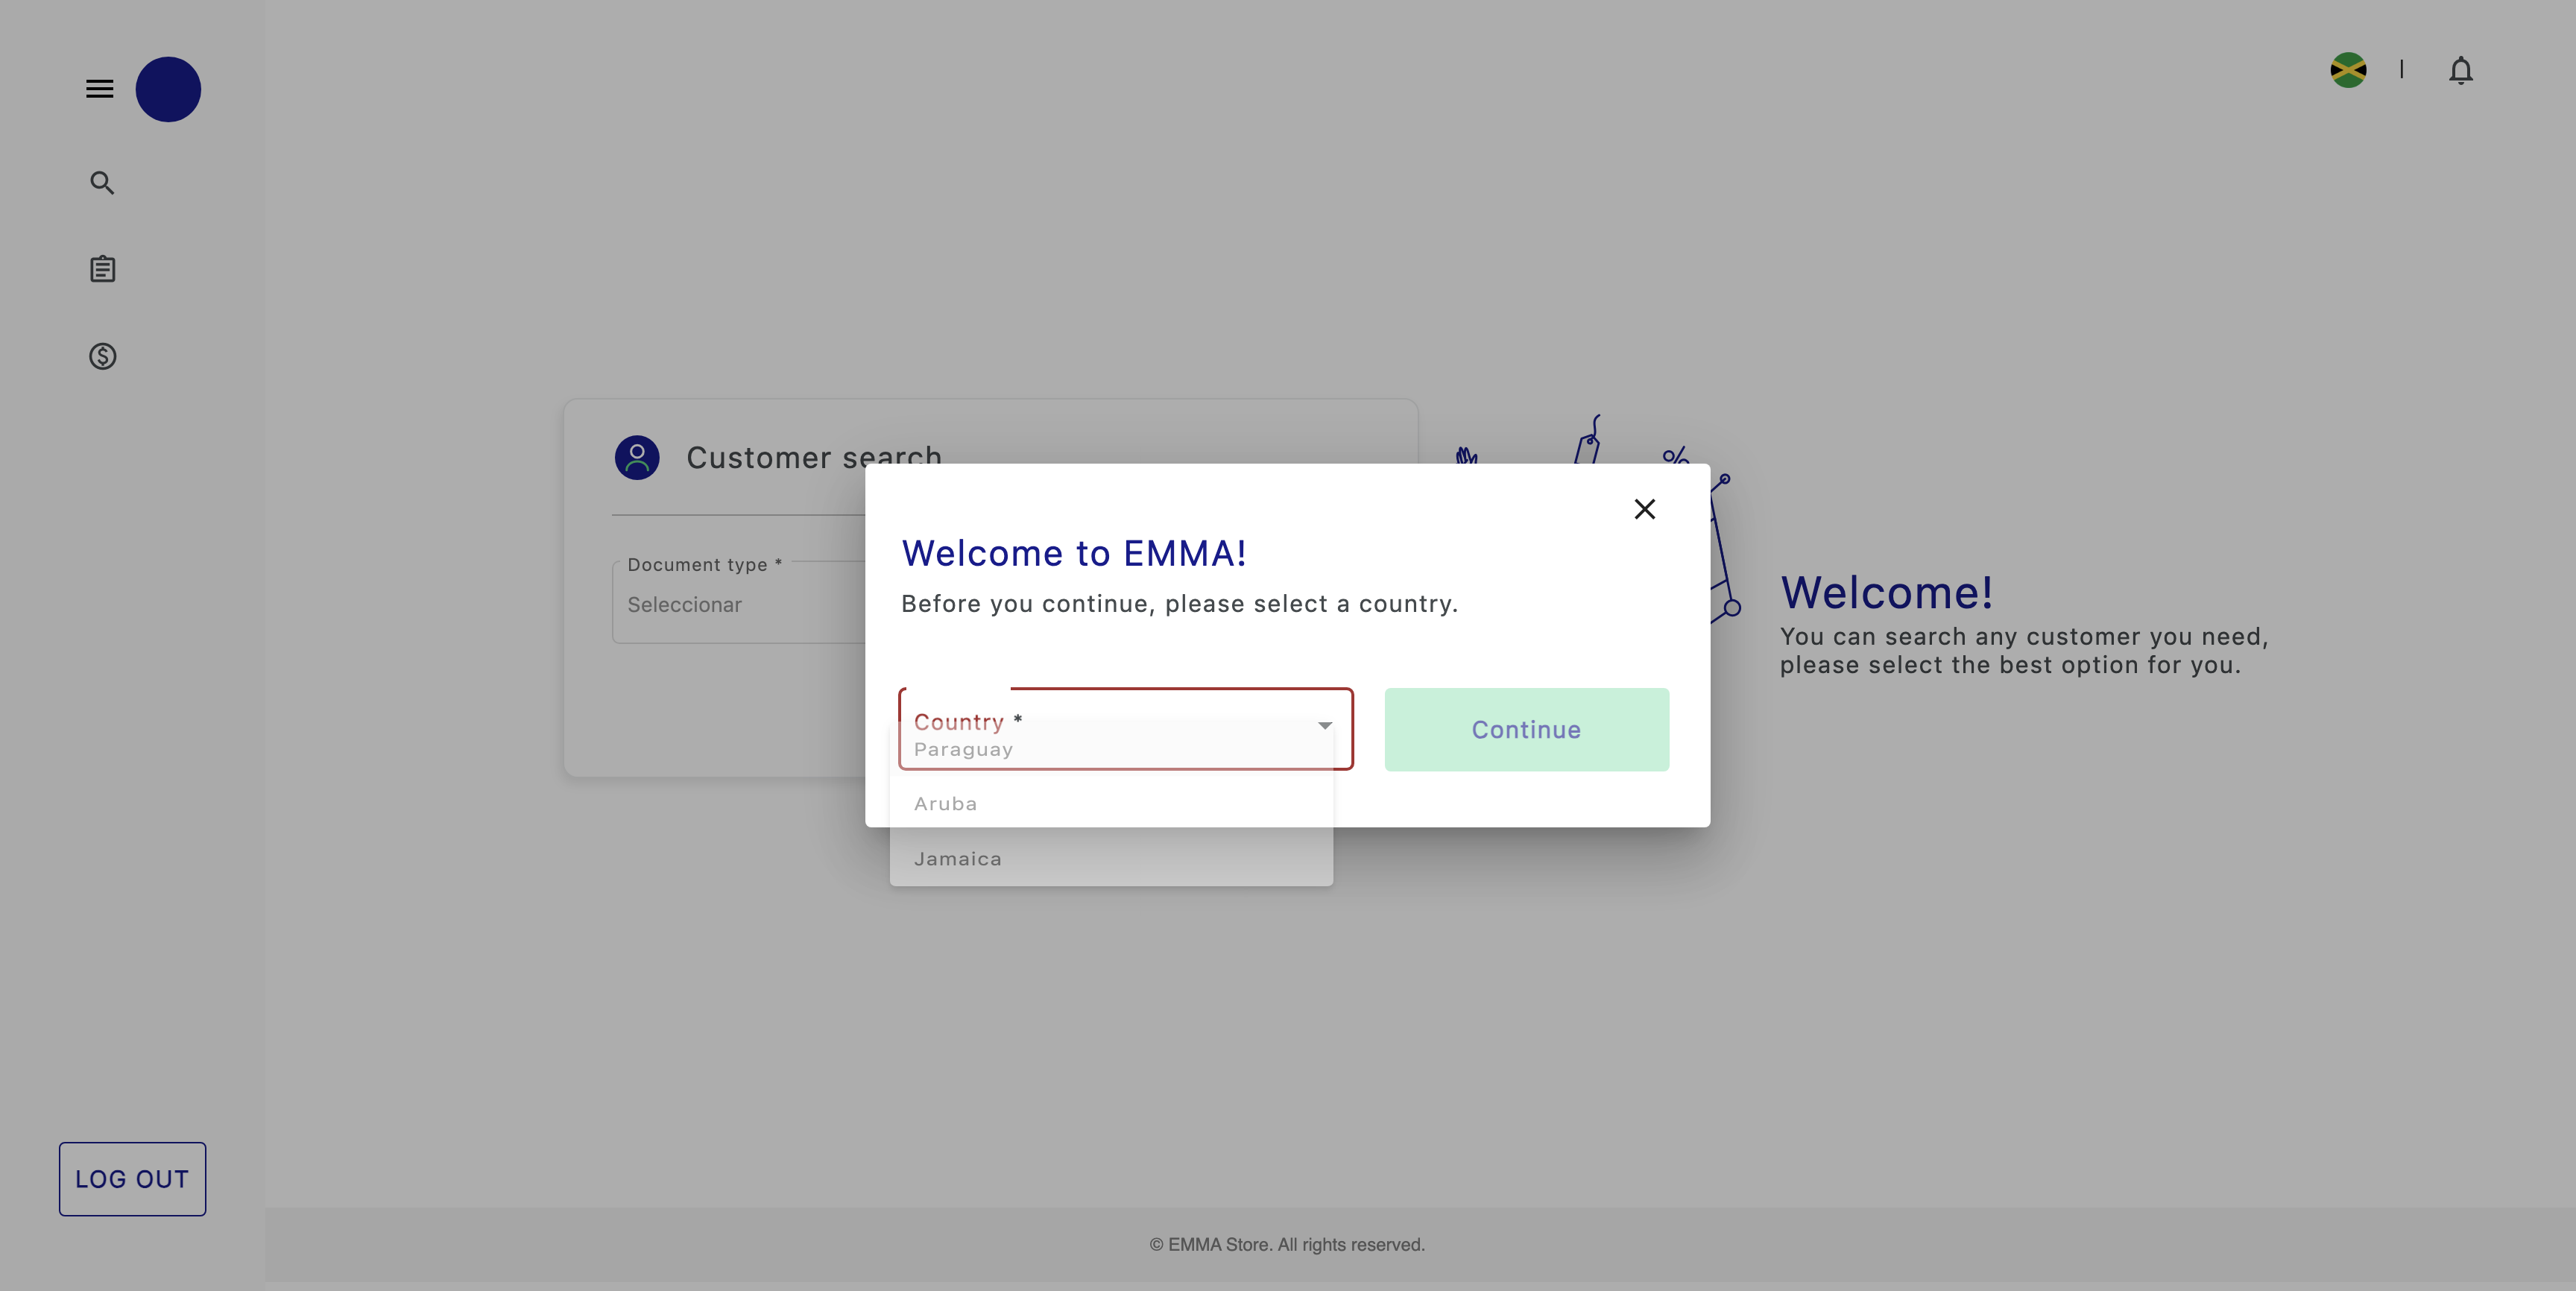 Customer search
Document type *
Seleccionar
Welcome to EMMA!
Before you continue, please select a country.
Country *
Paraguay
Aruba
Jamaica
Continue
Welcome!
You can search any customer you need,
please select the best option for you.
LOG OUT
© EMMA Store. All rights reserved.